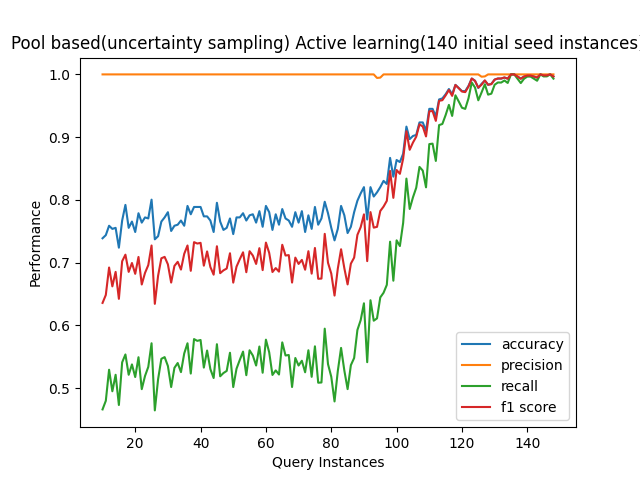 Pool based(uncertainty sampling) Active learning(140 initial seed instances)
1.0
0.9
0.8
0.7
0.6
0.5
Performance
20 40 60 80 100 120 140
Query Instances
accuracy
precision
recall
f1 score